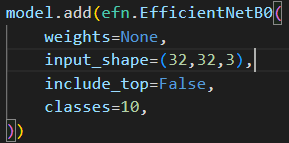 model.add(efn.EfficientNetB0(
    weights=None,
    input_shape=(32,32,3),
    include_top=False,
    classes=10,
))